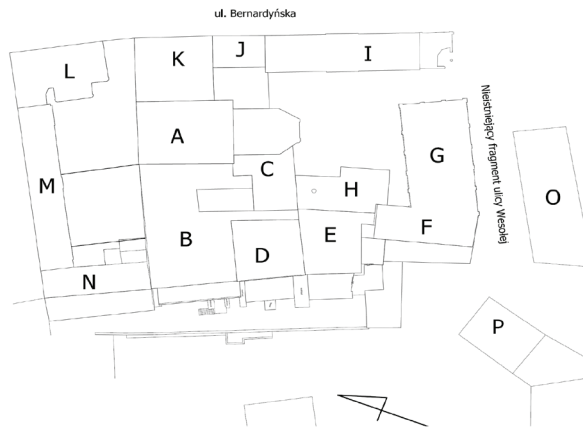 ul. Bernardyńska
L
K
J
I
A
M
C
G
Nieistniejący fragment ulicy Wesołej
O
H
B
D
E
F
N
P